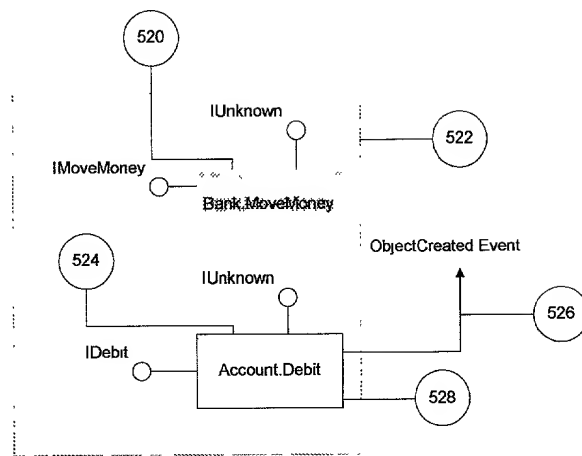 520
IUnknown
522
IMoveMoney
Bank.MoveMoney
524
ObjectCreated Event
IUnknown
526
IDebit
Account.Debit
528